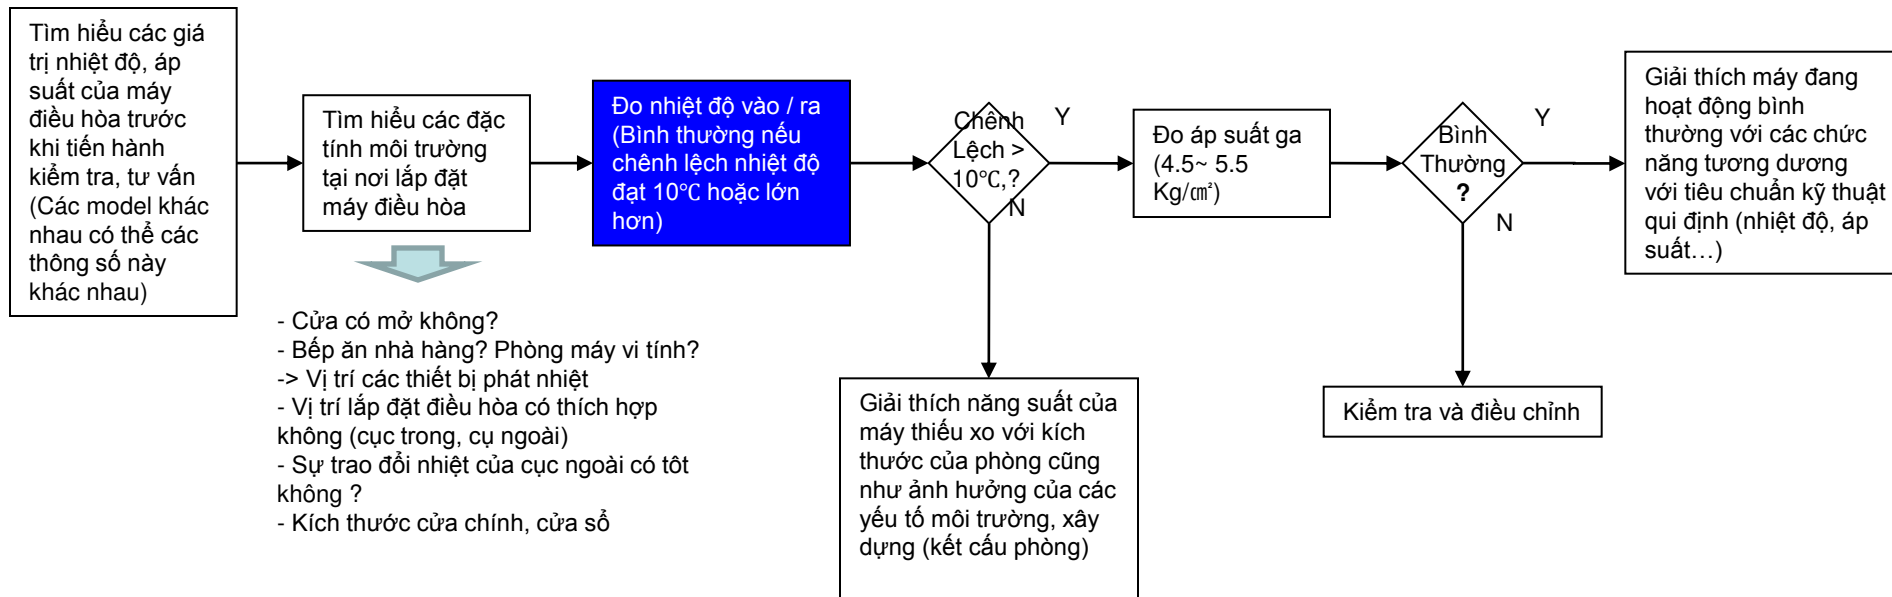 Tìm hiểu các giá
trị nhiệt độ, áp
suất của máy
điều hòa trước
khi tiến hành
kiểm tra, tư vấn
(Các model khác
nhau có thể các
thông số này
khác nhau)
Tìm hiểu các đặc
tính môi trường
tại nơi lắp đặt
máy điều hòa
- Cửa có mở không?
- Bếp ăn nhà hàng? Phòng máy vi tính?
-> Vị trí các thiết bị phát nhiệt
- Vị trí lắp đặt điều hòa có thích hợp
không (cục trong, cụ ngoài)
- Sự trao đổi nhiệt của cục ngoài có tôt
không ?
- Kích thước cửa chính, cửa sổ
Đo nhiệt độ vào / ra
(Bình thường nếu
chênh lệch nhiệt độ
đạt 10℃ hoặc lớn
hơn)
Chênh
Lệch >
10℃,?
Y
N
Giải thích năng suất của
máy thiếu xo với kích
thước của phòng cũng
như ảnh hưởng của các
yếu tố môi trường, xây
dựng (kết cấu phòng)
Đo áp suất ga
(4.5~ 5.5
Kg/㎠)
Bình
Thường
?
Y
N
Kiểm tra và điều chỉnh
Giải thích máy đang
hoạt động bình
thường với các chức
năng tương dương
với tiêu chuẩn kỹ thuật
qui định (nhiệt độ, áp
suất…)